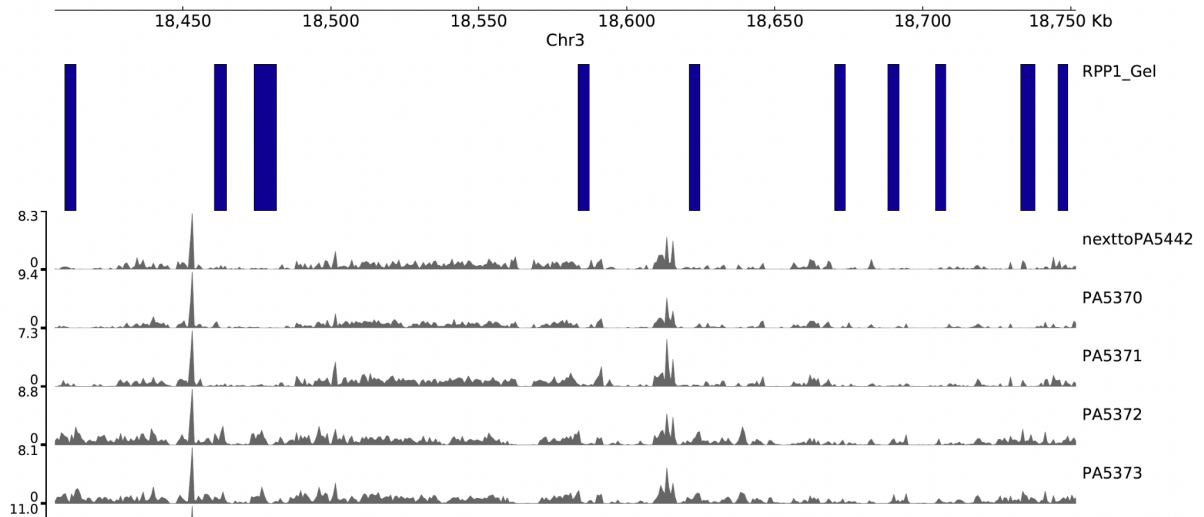 18,450 18,500 18,550 18,600 18,650 18,700 18,750 Kb
Chr3
RPP1_Gel
8.3
nexttoPA5442
0
9.4
PA5370
0
7.3
PA5371
0
8.8
PA5372
0
8.1
PA5373
0
11.0